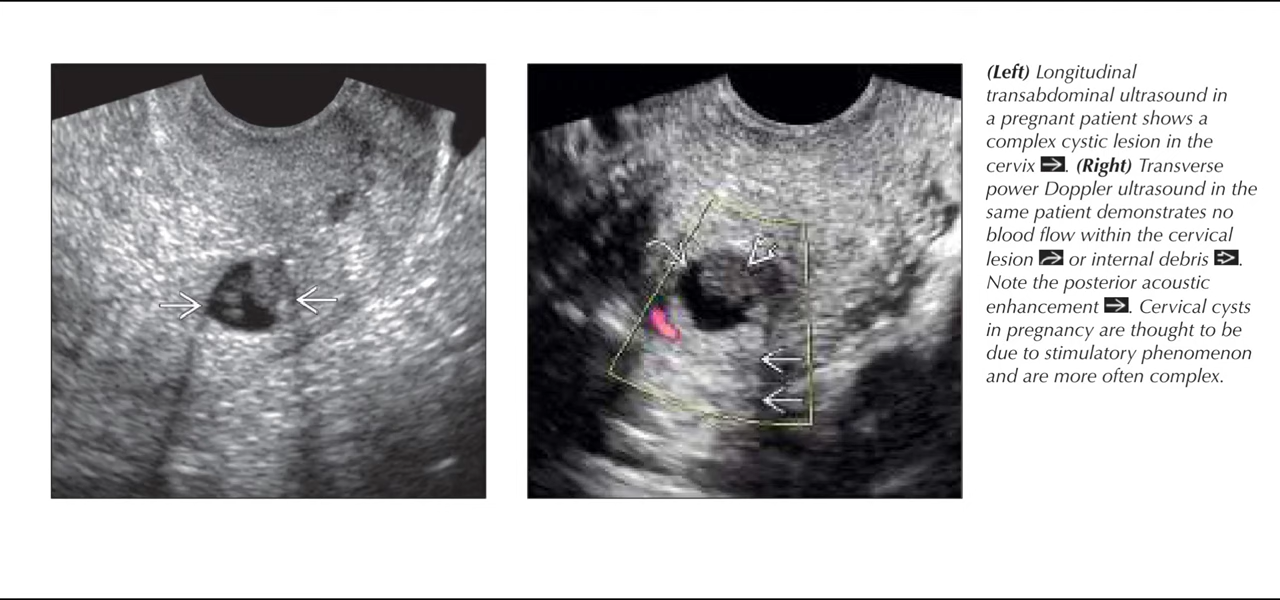 (Left) Longitudinal
transabdominal ultrasound in
a pregnant patient shows a
complex cystic lesion in the
cervix ➡. (Right) Transverse
power Doppler ultrasound in the
same patient demonstrates no
blood flow within the cervical
lesion ↷ or internal debris ⇨.
Note the posterior acoustic
enhancement ➡. Cervical cysts
in pregnancy are thought to be
due to stimulatory phenomenon
and are more often complex.